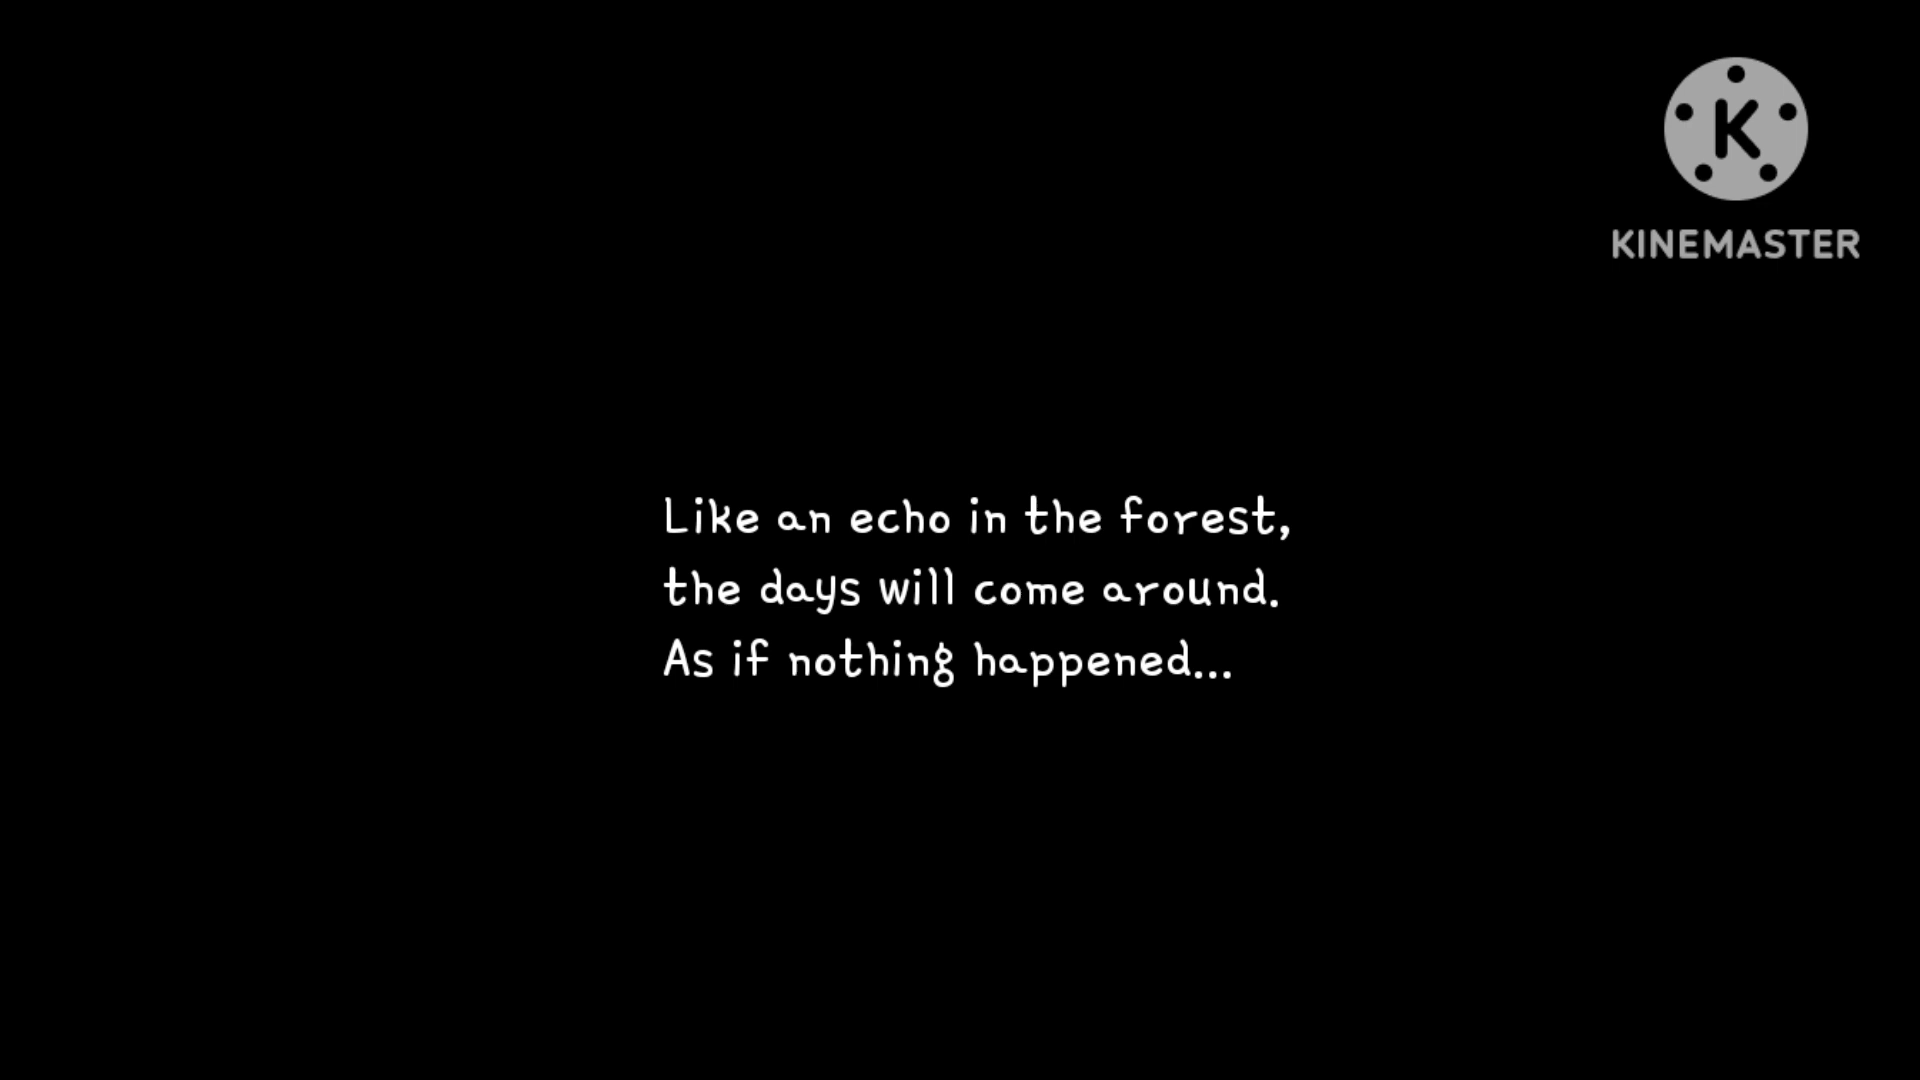 K
KINEMASTER
Like an echo in the forest,
the days will come around.
As if nothing happened...